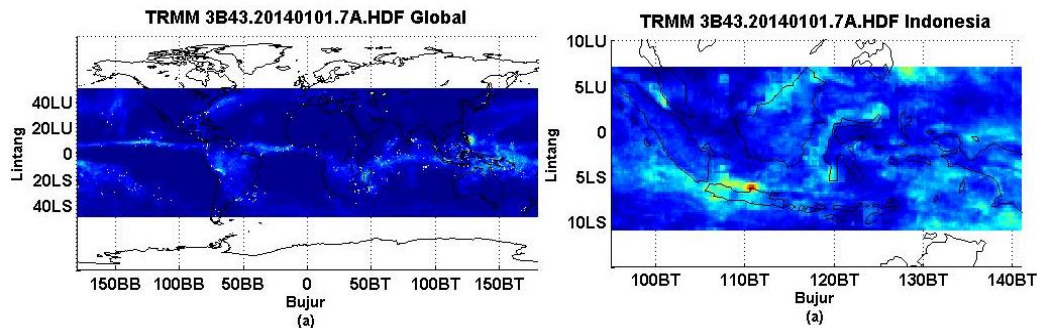 TRMM 3B43.20140101.7A.HDF Global
Lintang
40LU
20LU
0
20LS
40LS
150BB 100BB 50BB 0 50BT 100BT 150BT
Bujur
(a)
TRMM 3B43.20140101.7A.HDF Indonesia
Lintang
10LU
5LU
0
5LS
10LS
100BT 110BT 120BT 130BT 140BT
Bujur
(a)